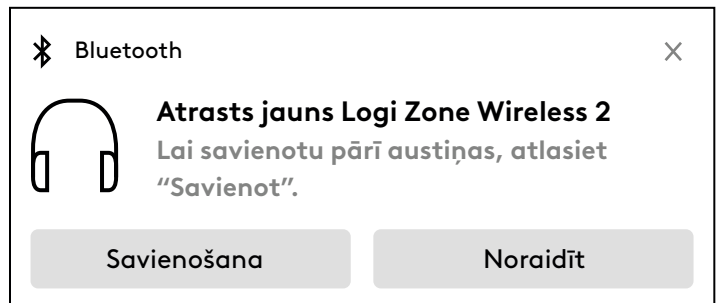 Bluetooth
Atrasts jauns Logi Zone Wireless 2
Lai savienotu pārī austiņas, atlasiet
“Savienot”.
Savienošana
Noraidīt